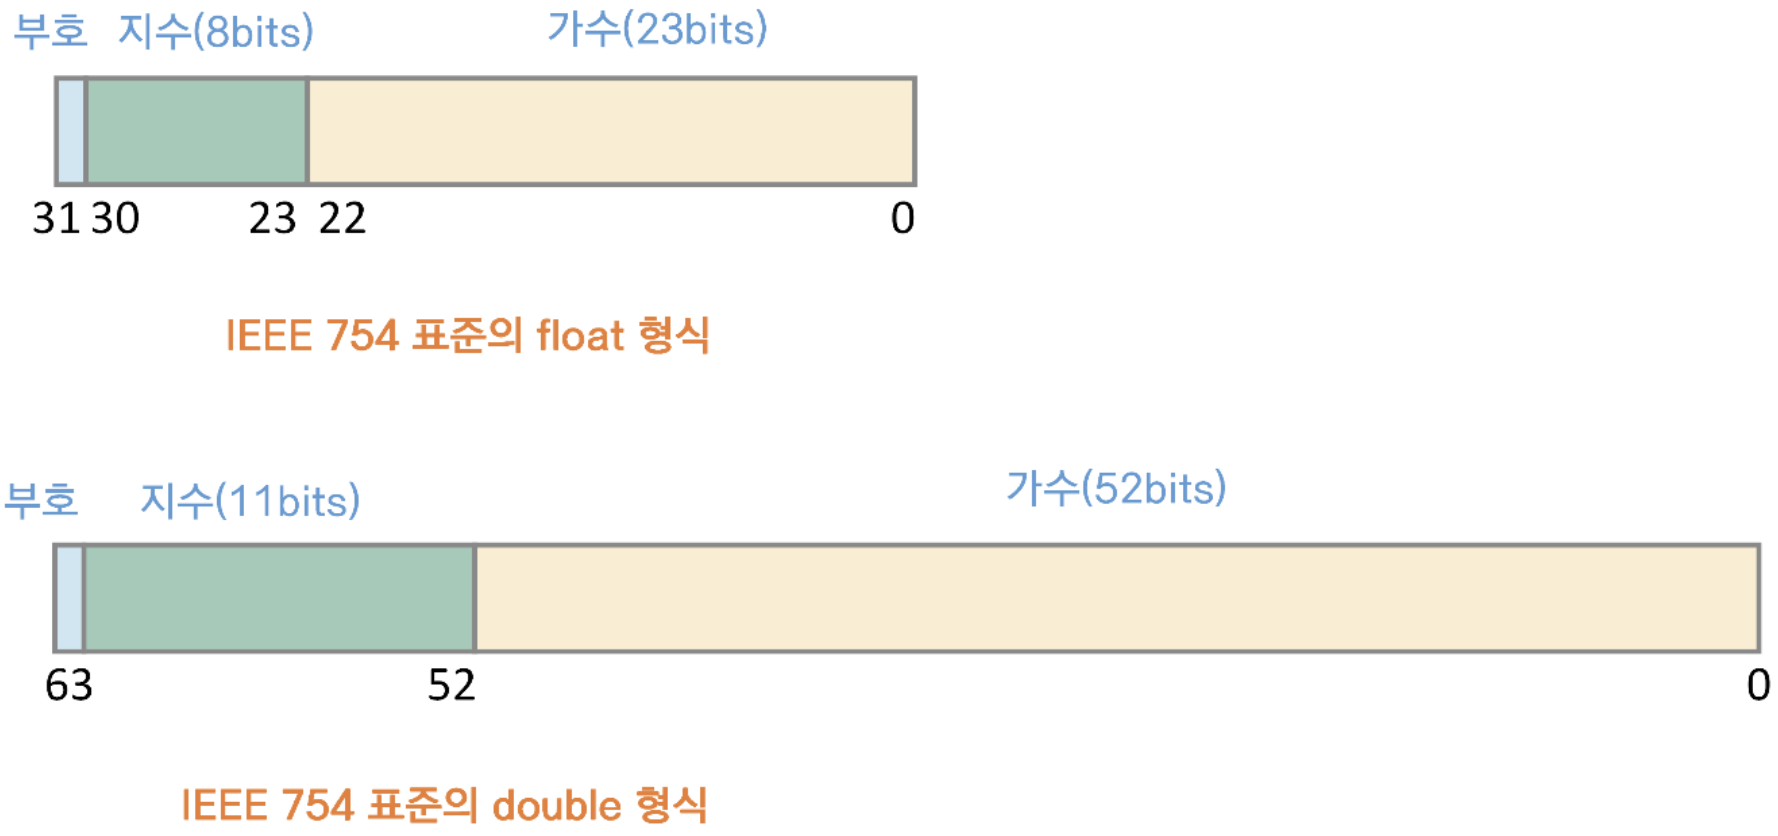 부호 지수(8bits) 가수(23bits)
31 30 23 22 0
IEEE 754 표준의 float 형식
부호 지수(11bits) 가수(52bits)
63 52 0
IEEE 754 표준의 double 형식